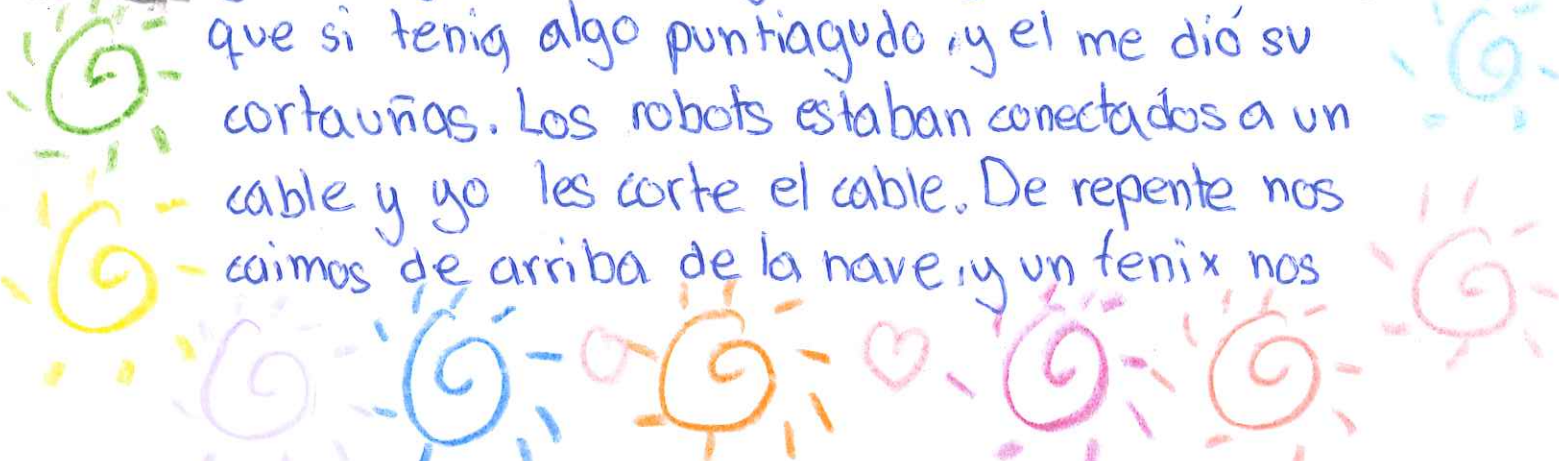 que si tenia algo puntiagudo, y el me dió su
cortauñas. Los robots estaban conectados a un
cable y yo les corte el cable. De repente nos
caimos de arriba de la nave, y un fenix nos